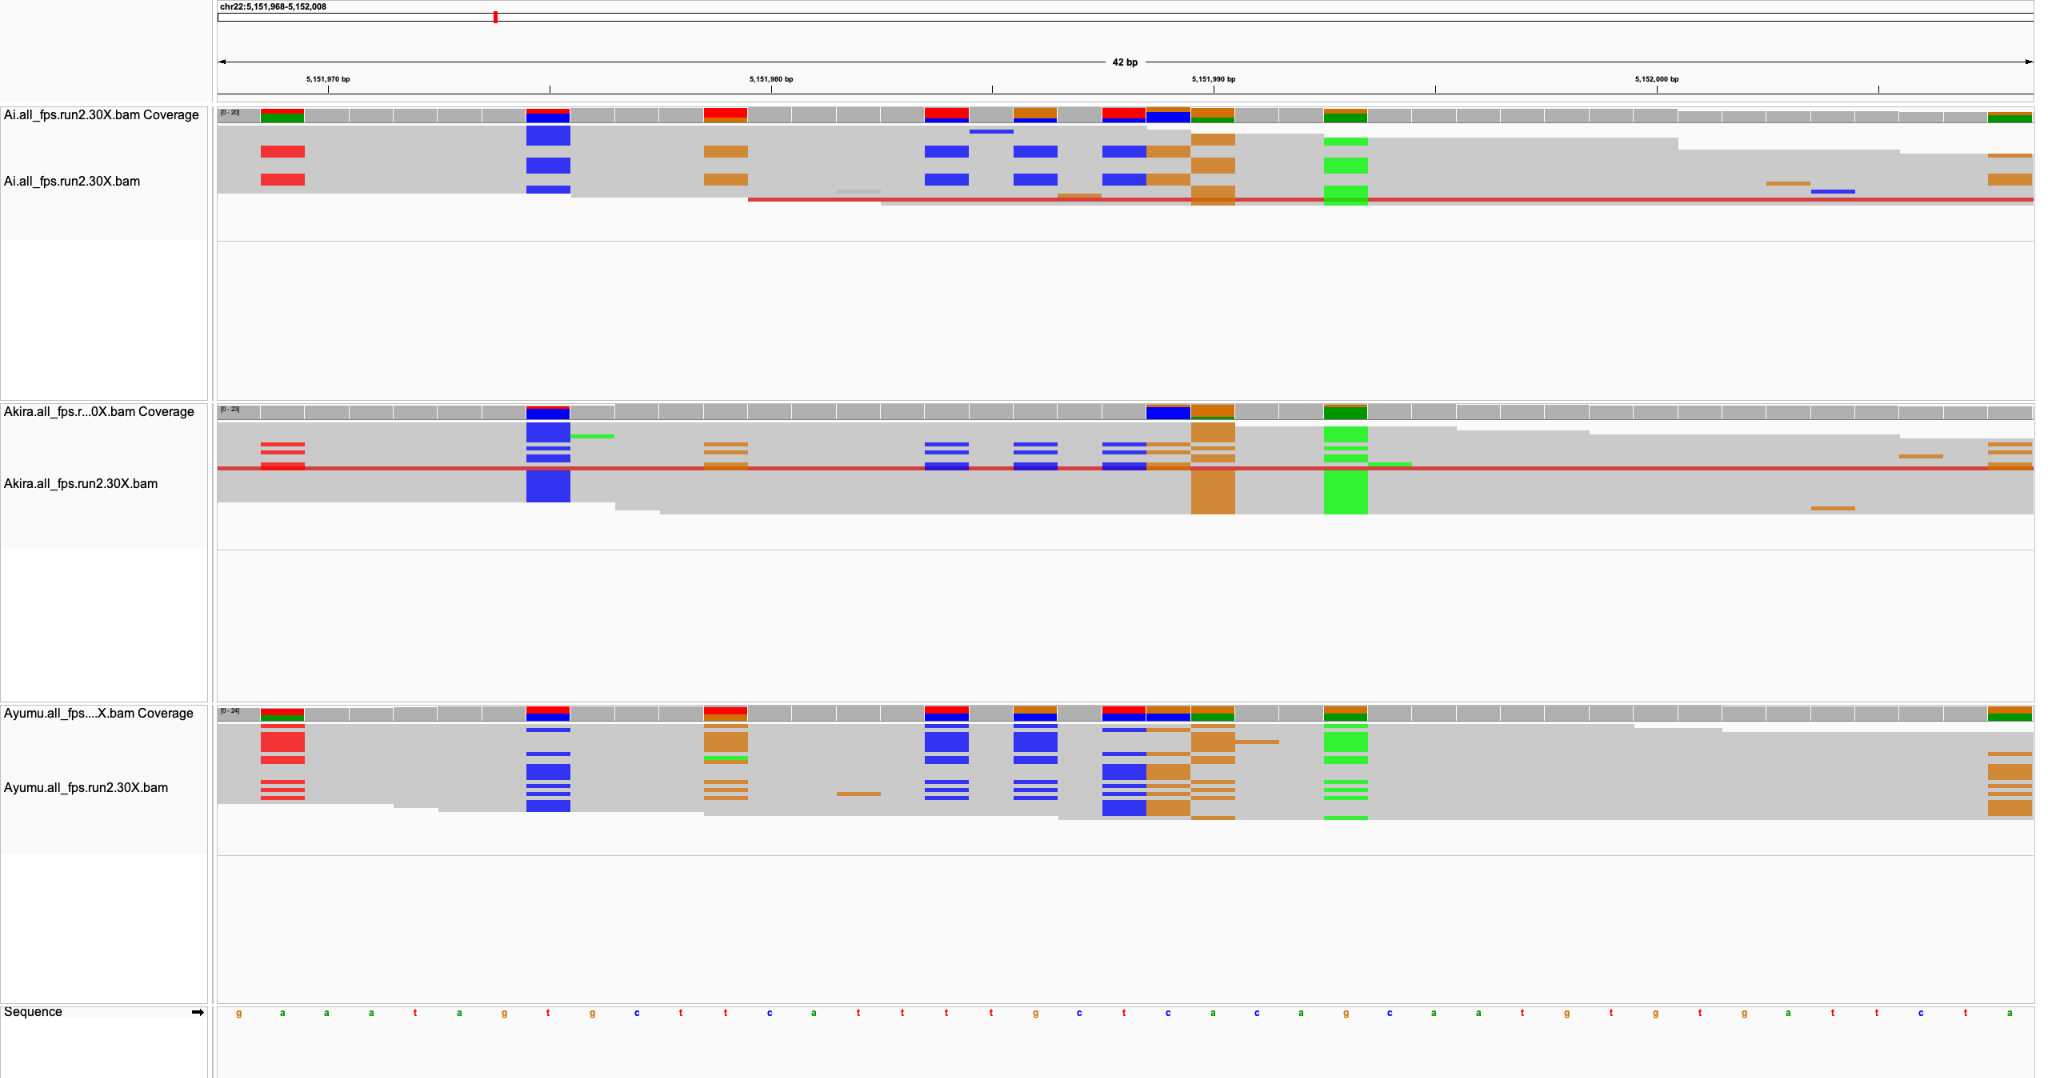 chr22:5,151,968-5,152,008
42 bp
5,151,970 bp 5,151,980 bp 5,151,990 bp 5,152,000 bp
Ai.all_fps.run2.30X.bam Coverage [0 - 20]
Ai.all_fps.run2.30X.bam
Akira.all_fps.r...0X.bam Coverage [0 - 23]
Akira.all_fps.run2.30X.bam
Ayumu.all_fps....X.bam Coverage [0 - 24]
Ayumu.all_fps.run2.30X.bam
Sequence g a a a t a g t g c t t c a t t t t g c t c a c a g c a a t g t g t g a t t c t a